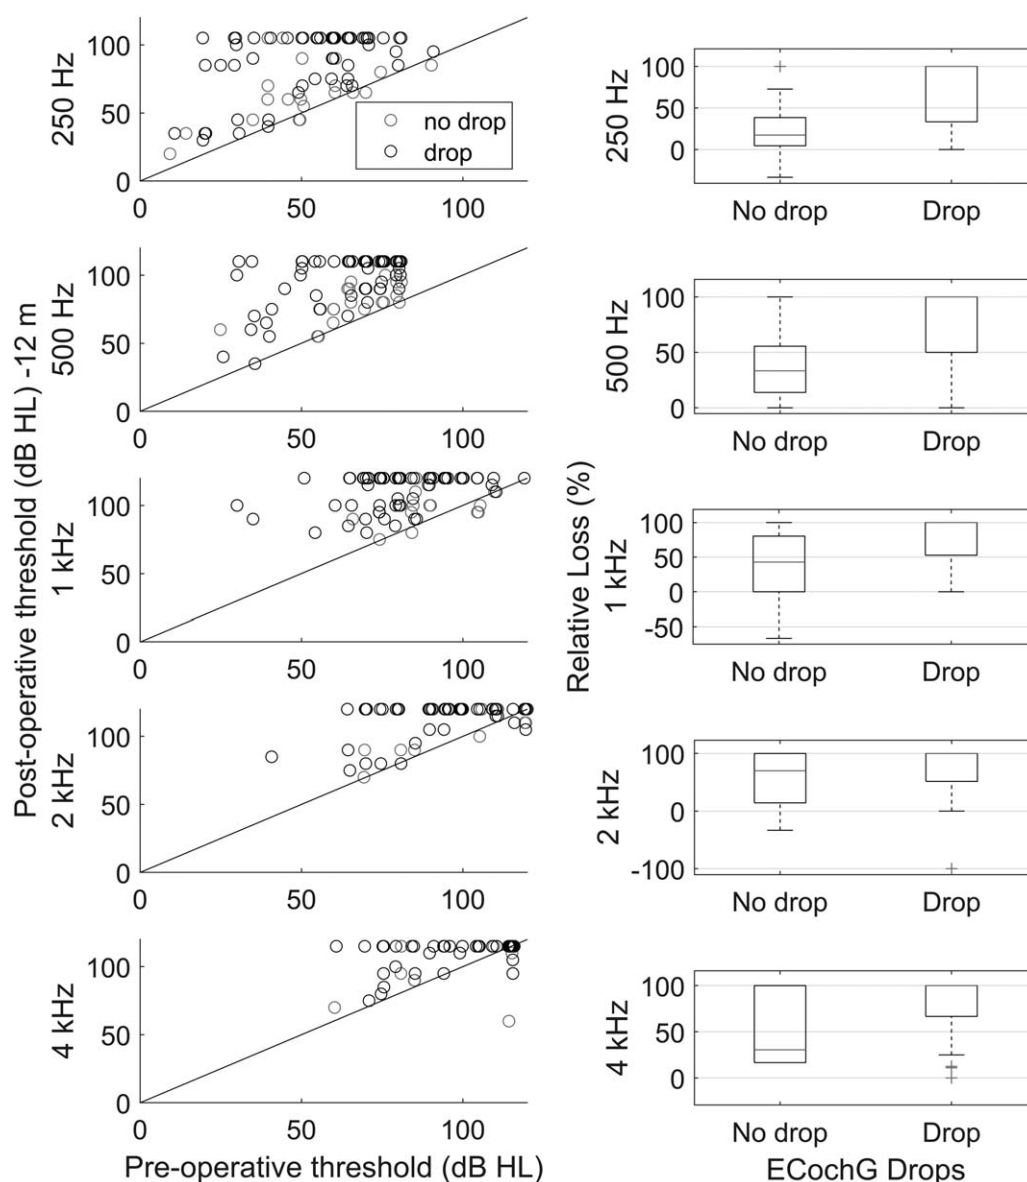 250 Hz
100
50
0
0
50
100
no drop
drop
500 Hz
100
50
0
0
50
100
1 kHz
100
50
0
0
50
100
2 kHz
100
50
0
0
50
100
4 kHz
100
50
0
0
50
100
Post-operative threshold (dB HL) -12 m
Pre-operative threshold (dB HL)
250 Hz
100
50
0
No drop
Drop
500 Hz
100
50
0
No drop
Drop
1 kHz
100
50
0
-50
No drop
Drop
2 kHz
100
0
-100
No drop
Drop
4 kHz
100
50
0
No drop
Drop
Relative Loss (%)
ECochG Drops